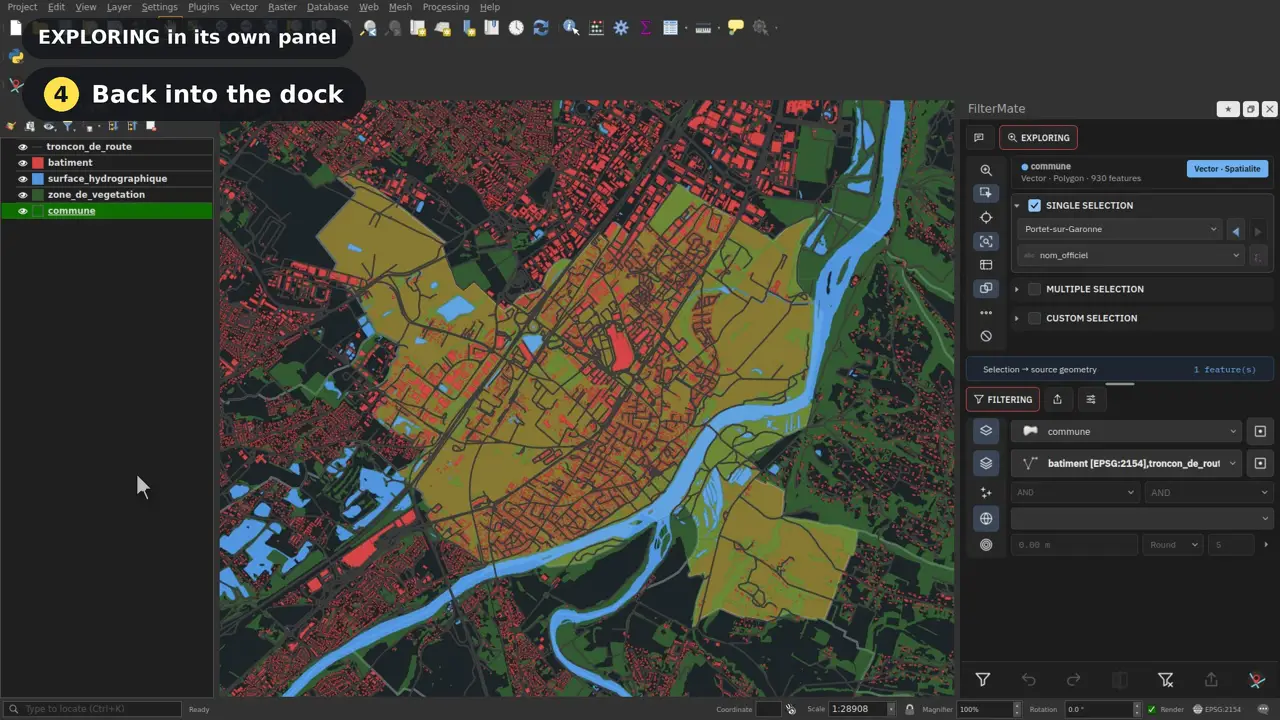 Project Edit View Layer Settings Plugins Vector Raster Database Web Mesh Processing Help
EXPLORING in its own panel
4 Back into the dock
troncon_de_route
batiment
surface_hydrographique
zone_de_vegetation
commune
FilterMate
EXPLORING
commune
Vector · Polygon · 930 features
Vector · Spatialite
SINGLE SELECTION
Portet-sur-Garonne
abc nom_officiel
MULTIPLE SELECTION
CUSTOM SELECTION
Selection → source geometry 1 feature(s)
FILTERING
commune
batiment [EPSG:2154],troncon_de_rout
AND AND
0.00 m Round 5
Type to locate (Ctrl+K) Ready Coordinate Scale 1:28908 Magnifier 100% Rotation 0.0 ° Render EPSG:2154